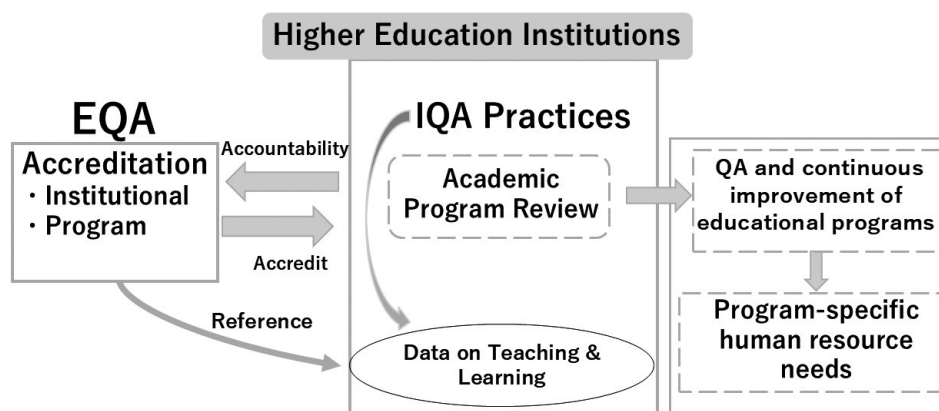 Higher Education Institutions
EQA
Accreditation
・Institutional
・Program
Accountability
Accredit
Reference
IQA Practices
Academic
Program Review
Data on Teaching &
Learning
QA and continuous
improvement of
educational programs
Program-specific
human resource
needs